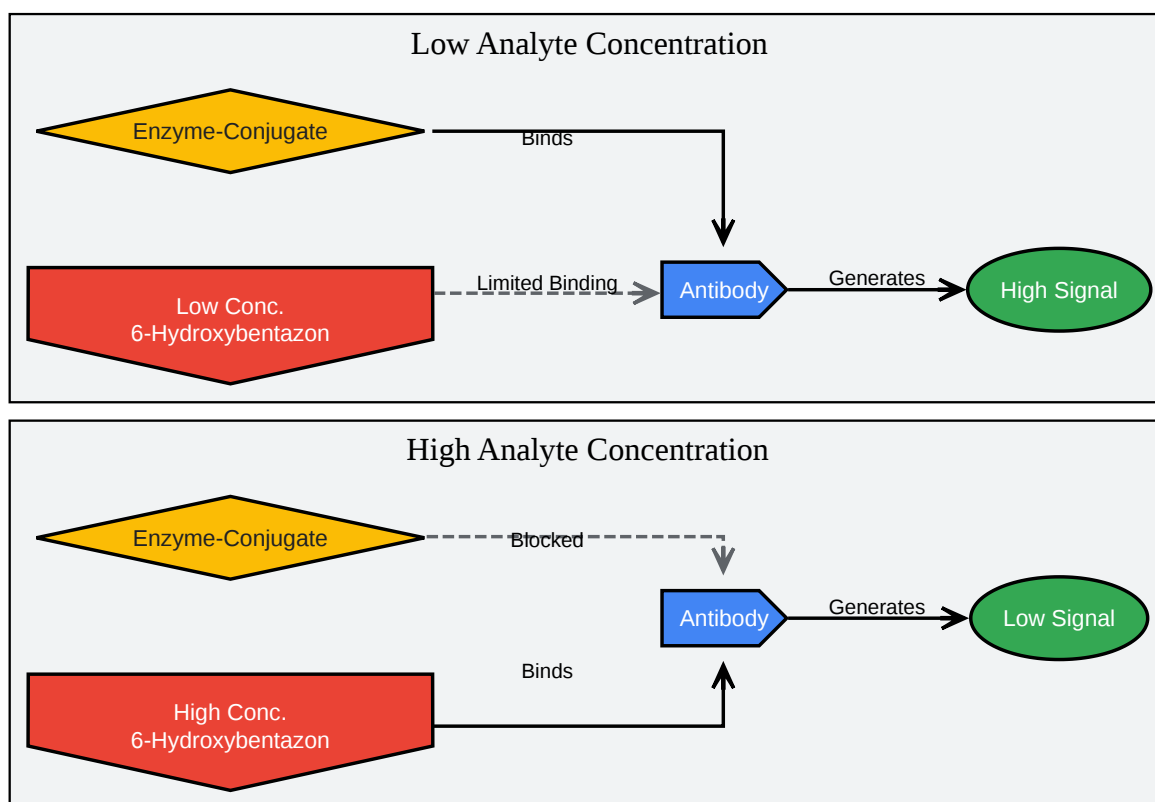 Low Analyte Concentration
Enzyme-Conjugate
Binds
Low Conc.
6-Hydroxybentazon
Limited Binding
Antibody
Generates
High Signal
High Analyte Concentration
Enzyme-Conjugate
Blocked
Antibody
Generates
Low Signal
Binds
High Conc.
6-Hydroxybentazon